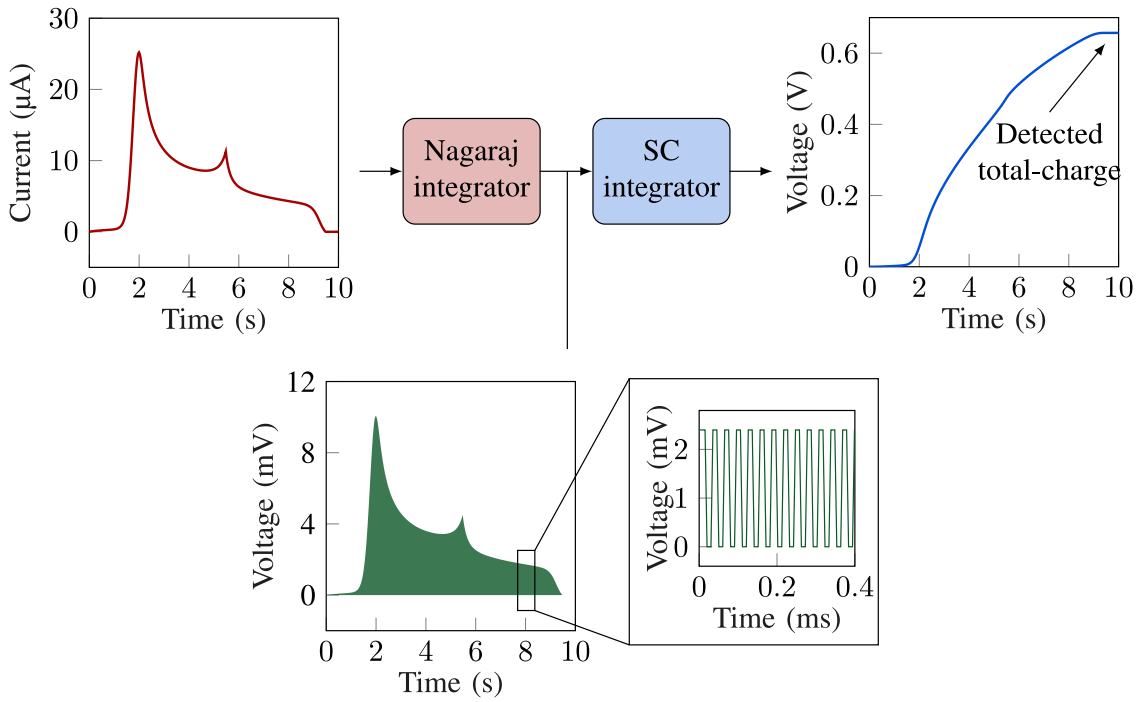 30
20
10
0
Current (μA)
0 2 4 6 8 10
Time (s)
Nagaraj
integrator
SC
integrator
0.6
0.4
0.2
0
Voltage (V)
0 2 4 6 8 10
Time (s)
Detected
total-charge
12
8
4
0
Voltage (mV)
0 2 4 6 8 10
Time (s)
2
1
0
Voltage (mV)
0 0.2 0.4
Time (ms)